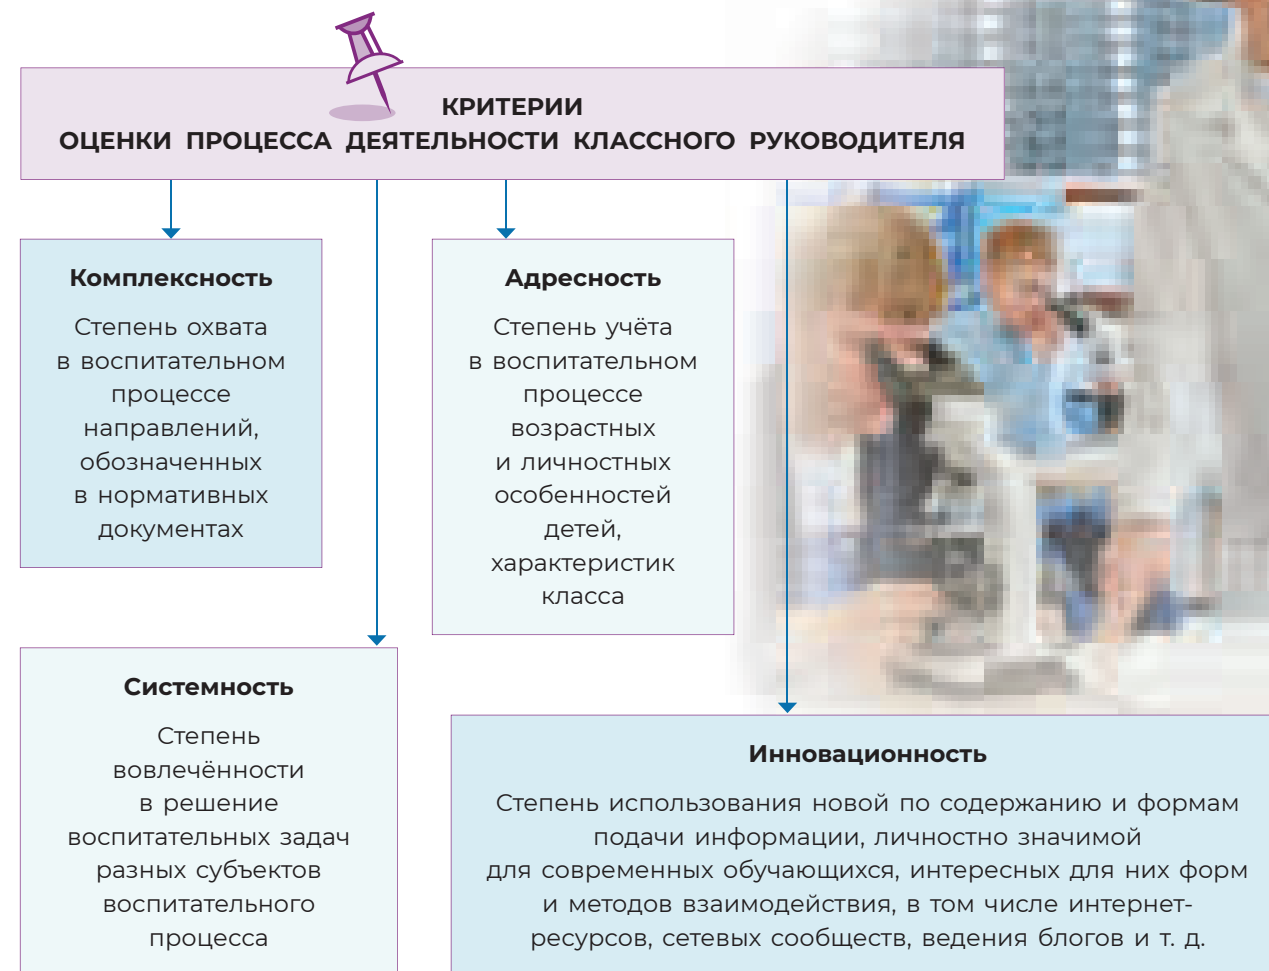 КРИТЕРИИ
ОЦЕНКИ ПРОЦЕССА ДЕЯТЕЛЬНОСТИ КЛАССНОГО РУКОВОДИТЕЛЯ
Комплексность
Степень охвата
в воспитательном
процессе
направлений,
обозначенных
в нормативных
документах
Адресность
Степень учёта
в воспитательном
процессе
возрастных
и личностных
особенностей
детей,
характеристик
класса
Системность
Степень
вовлечённости
в решение
воспитательных задач
разных субъектов
воспитательного
процесса
Инновационность
Степень использования новой по содержанию и формам
подачи информации, личностно значимой
для современных обучающихся, интересных для них форм
и методов взаимодействия, в том числе интернет-
ресурсов, сетевых сообществ, ведения блогов и т. д.